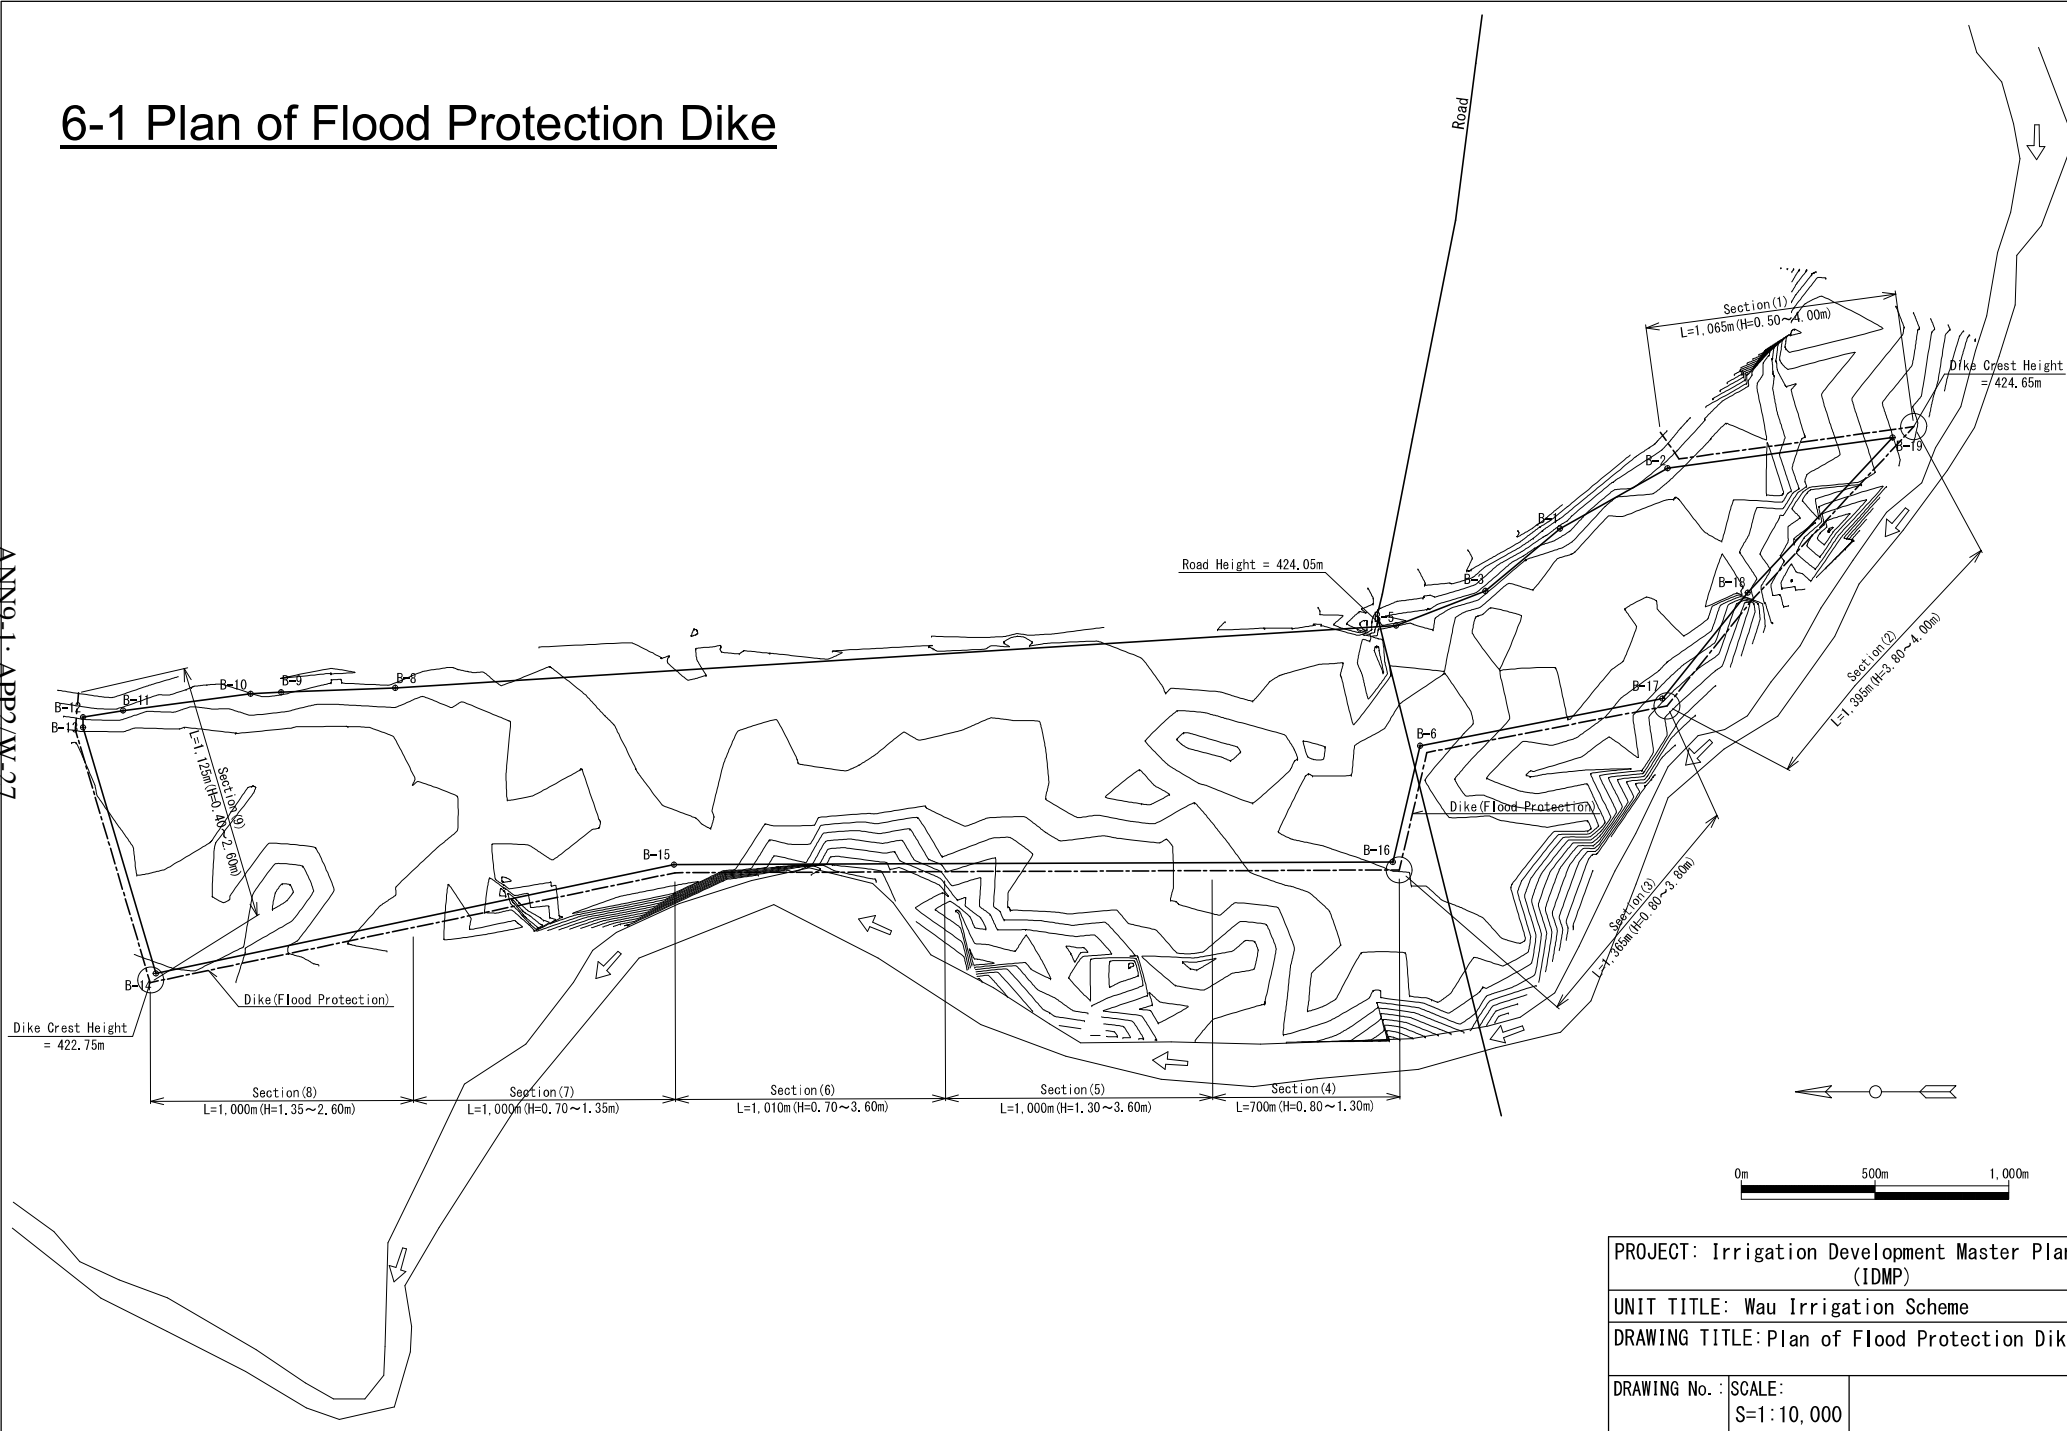 6-1 Plan of Flood Protection Dike
Road
Section(1)
L=1,065m(H=0.50～4.00m)
Dike Crest Height
= 424.65m
B-19
B-2
B-1
Road Height = 424.05m
B-3
B-5
B-18
Section(2)
L=1,395m(H=3.80～4.00m)
B-17
B-6
B-10
B-9
B-8
B-11
B-12
B-13
Section(9)
L=1,125m(H=0.40～2.60m)
Dike(Flood Protection)
B-15
B-16
Section(3)
L=1,365m(H=0.80～3.80m)
B-14
Dike(Flood Protection)
Dike Crest Height
= 422.75m
Section(8)
L=1,000m(H=1.35～2.60m)
Section(7)
L=1,000m(H=0.70～1.35m)
Section(6)
L=1,010m(H=0.70～3.60m)
Section(5)
L=1,000m(H=1.30～3.60m)
Section(4)
L=700m(H=0.80～1.30m)
0m 500m 1,000m
PROJECT: Irrigation Development Master Plan
(IDMP)
UNIT TITLE: Wau Irrigation Scheme
DRAWING TITLE:Plan of Flood Protection Dik
DRAWING No.: SCALE:
S=1:10,000
ANN9-1: APP2/W-27